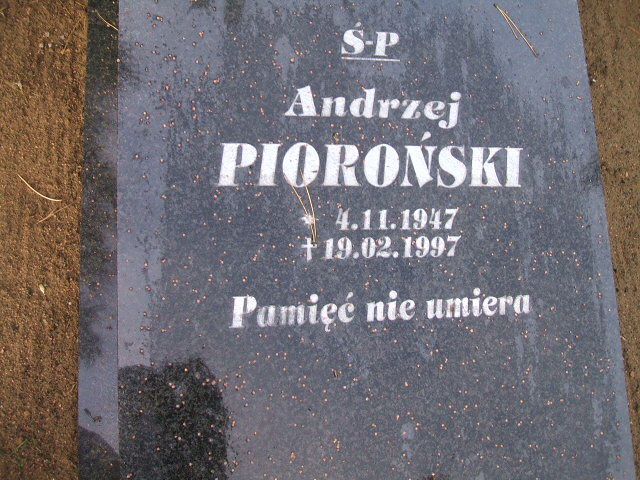 Ś-P
Andrzej
PIOROŃSKI
* 4.11.1947
† 19.02.1997
Pamięć nie umiera